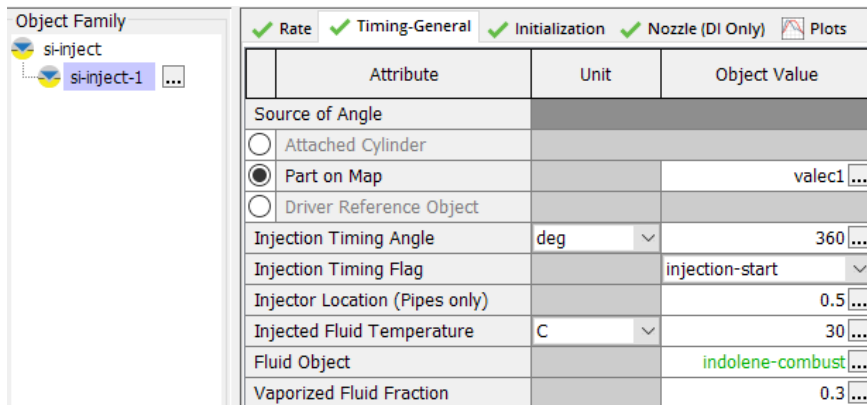 Object Family
si-inject
si-inject-1 ...
Rate Timing-General Initialization Nozzle (DI Only) Plots
Attribute Unit Object Value
Source of Angle
Attached Cylinder
Part on Map valec1 ...
Driver Reference Object
Injection Timing Angle deg 360 ...
Injection Timing Flag injection-start
Injector Location (Pipes only) 0.5 ...
Injected Fluid Temperature C 30 ...
Fluid Object indolene-combust ...
Vaporized Fluid Fraction 0.3 ...